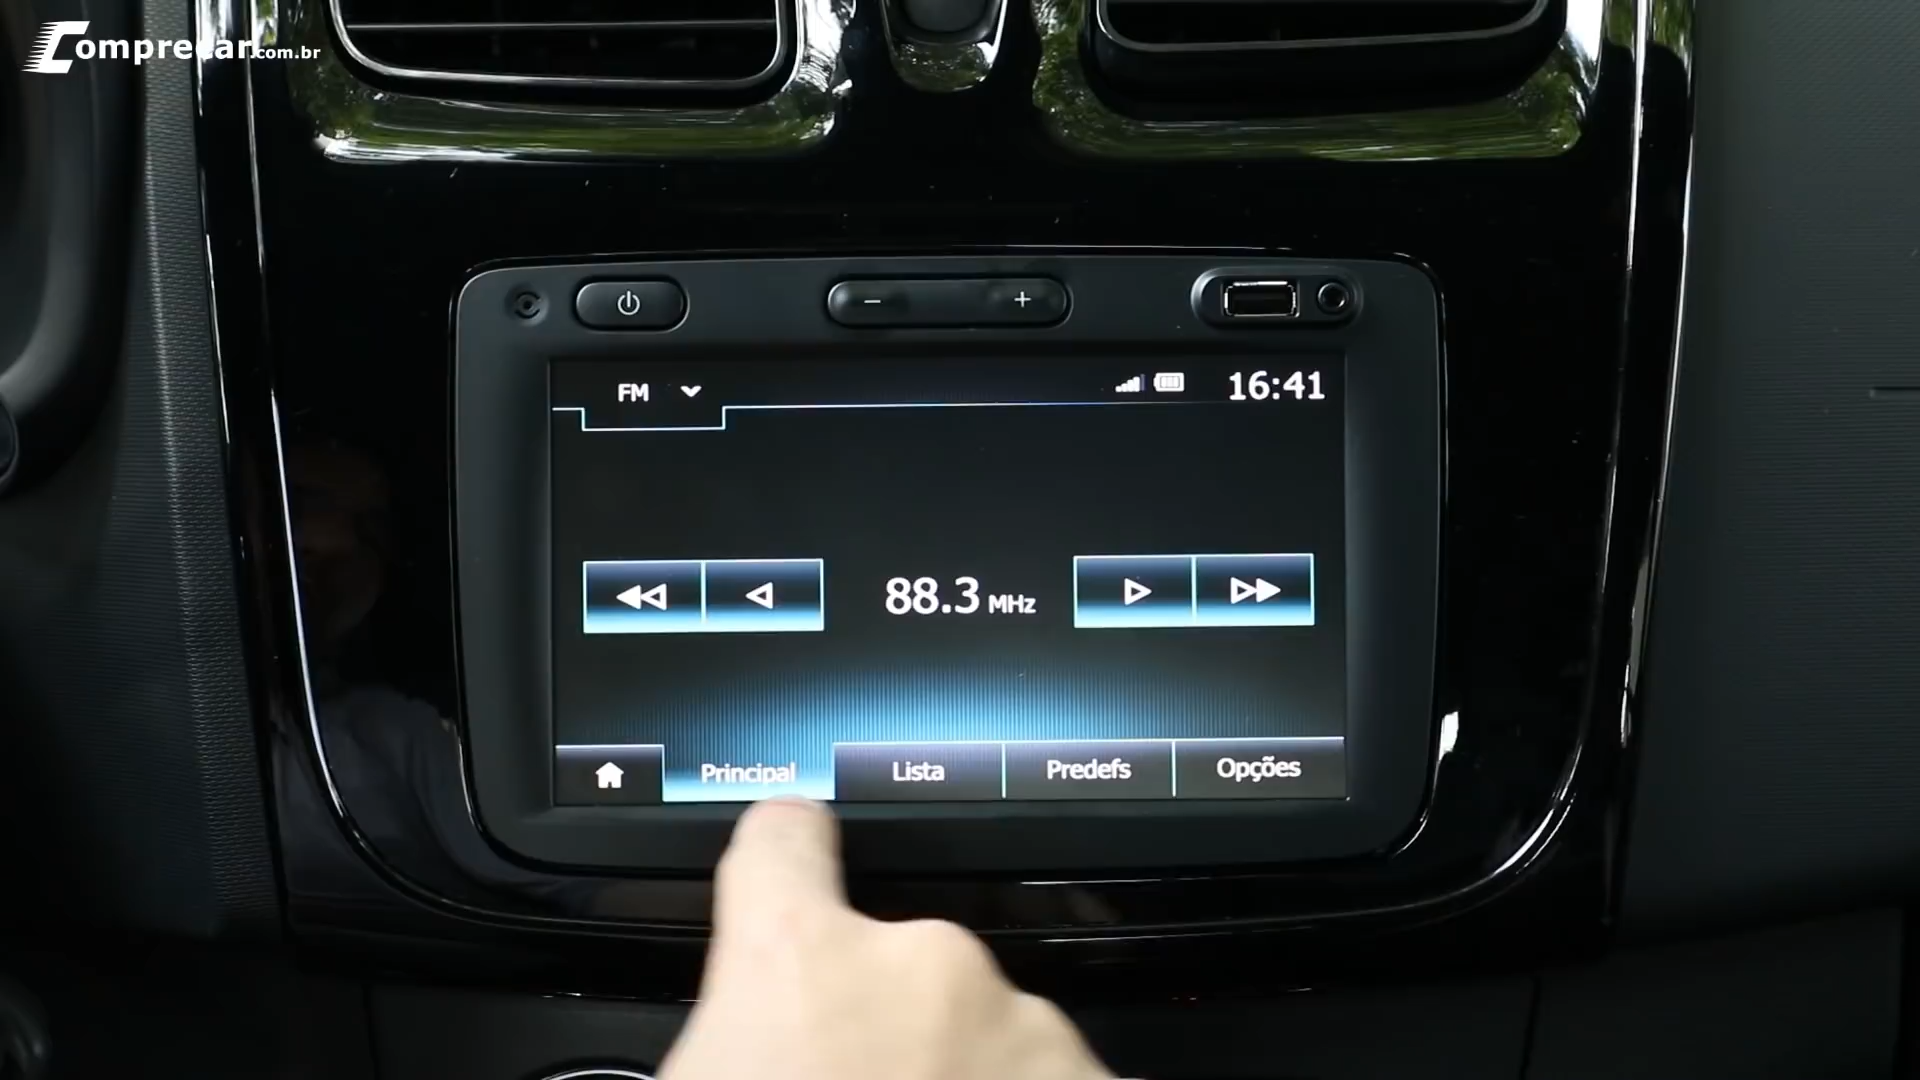 Comprecar.com.br
FM
16:41
88.3 MHz
Principal
Lista
Predefs
Opções